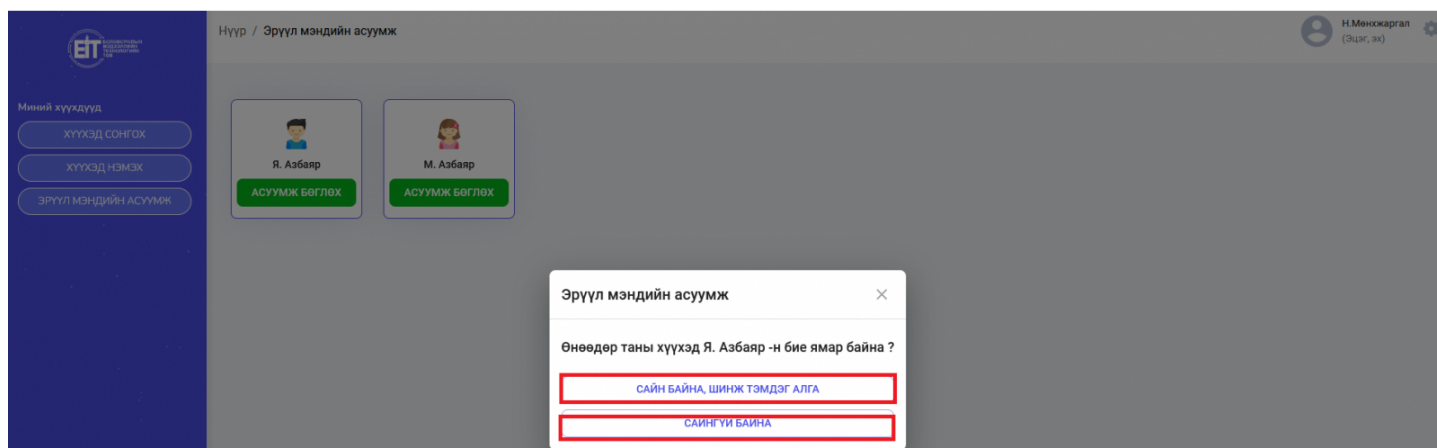 EIT
Нүүр / Эрүүл мэндийн асуумж
Н.Мөнхжаргал
(Эцэг, эх)
Миний хүүхдүүд
ХҮҮХЭД СОНГОХ
ХҮҮХЭД НЭМЭХ
ЭРҮҮЛ МЭНДИЙН АСУУМЖ
Я. Азбаяр
АСУУМЖ БӨГЛӨХ
М. Азбаяр
АСУУМЖ БӨГЛӨХ
Эрүүл мэндийн асуумж
Өнөөдөр таны хүүхэд Я. Азбаяр -н бие ямар байна ?
САЙН БАЙНА, ШИНЖ ТЭМДЭГ АЛГА
САЙНГҮЙ БАЙНА